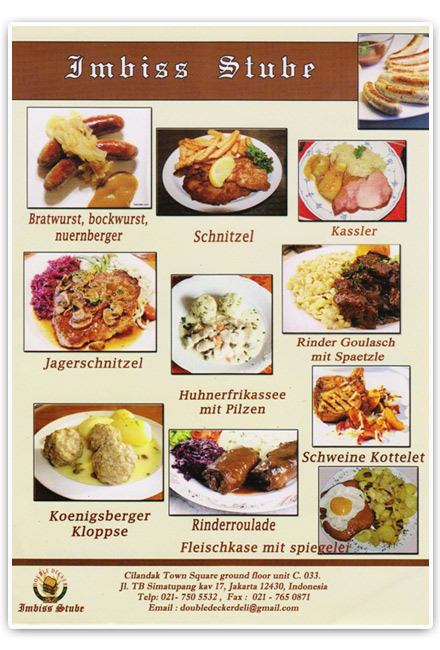 Imbiss Stube
Bratwurst, bockwurst,
nuernberger
Schnitzel
Kassler
Jagerschnitzel
Huhnerfrikassee
mit Pilzen
Rinder Goulasch
mit Spaetzle
Schweine Kottelet
Koenigsberger
Kloppse
Rinderroulade
Fleischkase mit spiegelei
DOUBLE DECKER
Imbiss Stube
Cilandak Town Square ground floor unit C. 033.
Jl. TB Simatupang kav 17, Jakarta 12430, Indonesia
Telp: 021- 750 5532 , Fax : 021 - 765 0871
Email : doubledeckerdeli@gmail.com